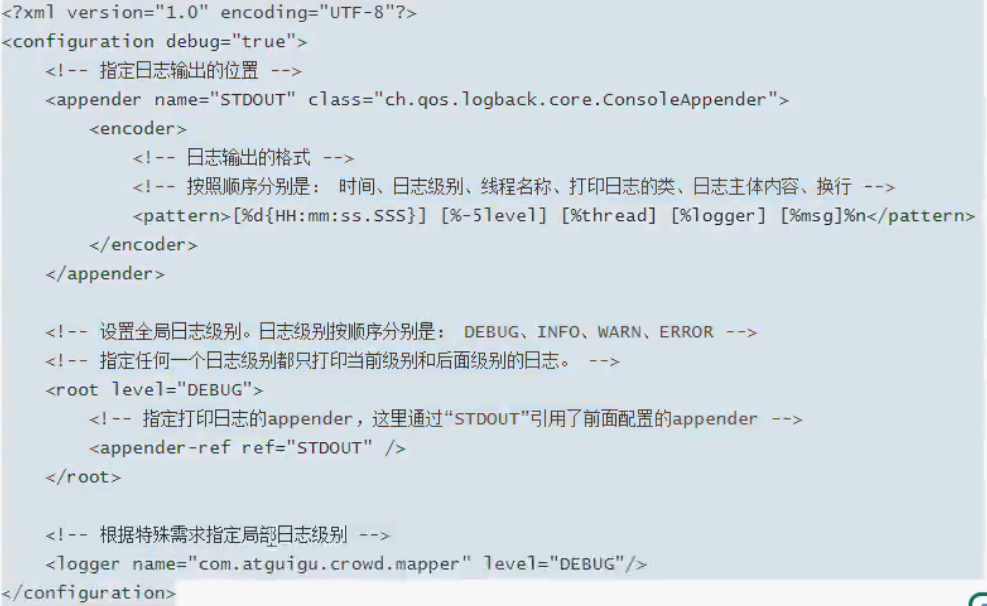 <?xml version="1.0" encoding="UTF-8"?>
<configuration debug="true">
    <!-- 指定日志输出的位置 -->
    <appender name="STDOUT" class="ch.qos.logback.core.ConsoleAppender">
        <encoder>
            <!-- 日志输出的格式 -->
            <!-- 按照顺序分别是： 时间、日志级别、线程名称、打印日志的类、日志主体内容、换行 -->
            <pattern>[%d{HH:mm:ss.SSS}] [%-5level] [%thread] [%logger] [%msg]%n</pattern>
        </encoder>
    </appender>
    <!-- 设置全局日志级别。日志级别按顺序分别是： DEBUG、INFO、WARN、ERROR -->
    <!-- 指定任何一个日志级别都只打印当前级别和后面级别的日志。 -->
    <root level="DEBUG">
        <!-- 指定打印日志的appender，这里通过“STDOUT”引用了前面配置的appender -->
        <appender-ref ref="STDOUT" />
    </root>
    <!-- 根据特殊需求指定局部日志级别 -->
    <logger name="com.atguigu.crowd.mapper" level="DEBUG"/>
</configuration>